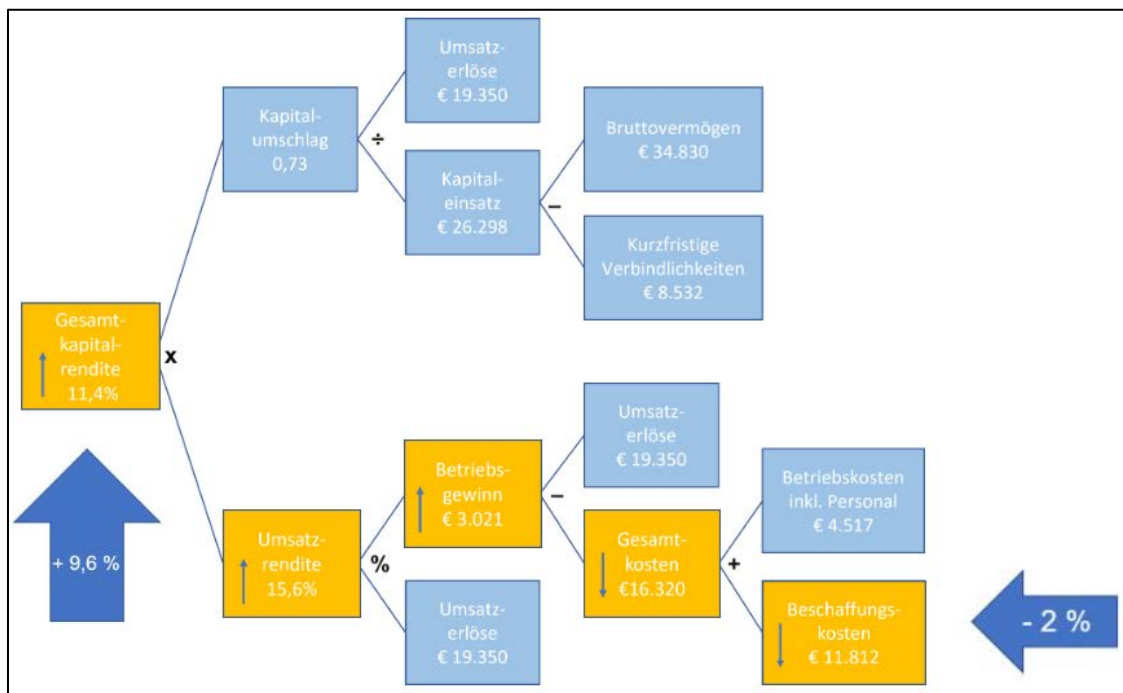 Umsatz-
erlöse
€ 19.350
Kapital-
umschlag
0,73
÷
Kapital-
einsatz
€ 26.298
–
Bruttovermögen
€ 34.830
Kurzfristige
Verbindlichkeiten
€ 8.532
Gesamt-
kapital-
rendite
11,4%
x
+ 9,6 %
Umsatz-
rendite
15,6%
%
Betriebs-
gewinn
€ 3.021
–
Umsatz-
erlöse
€ 19.350
Umsatz-
erlöse
€ 19.350
Gesamt-
kosten
€16.320
+
Betriebskosten
inkl. Personal
€ 4.517
Beschaffungs-
kosten
€ 11.812
- 2 %